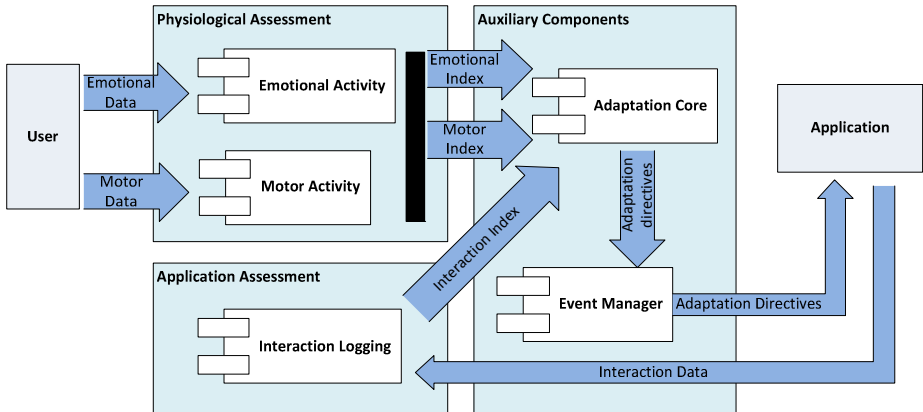 Physiological Assessment
Auxiliary Components
User
Emotional
Data
Motor
Data
Emotional Activity
Motor Activity
Emotional
Index
Motor
Index
Adaptation Core
Application
Adaptation
directives
Interaction Index
Application Assessment
Interaction Logging
Event Manager
Adaptation Directives
Interaction Data